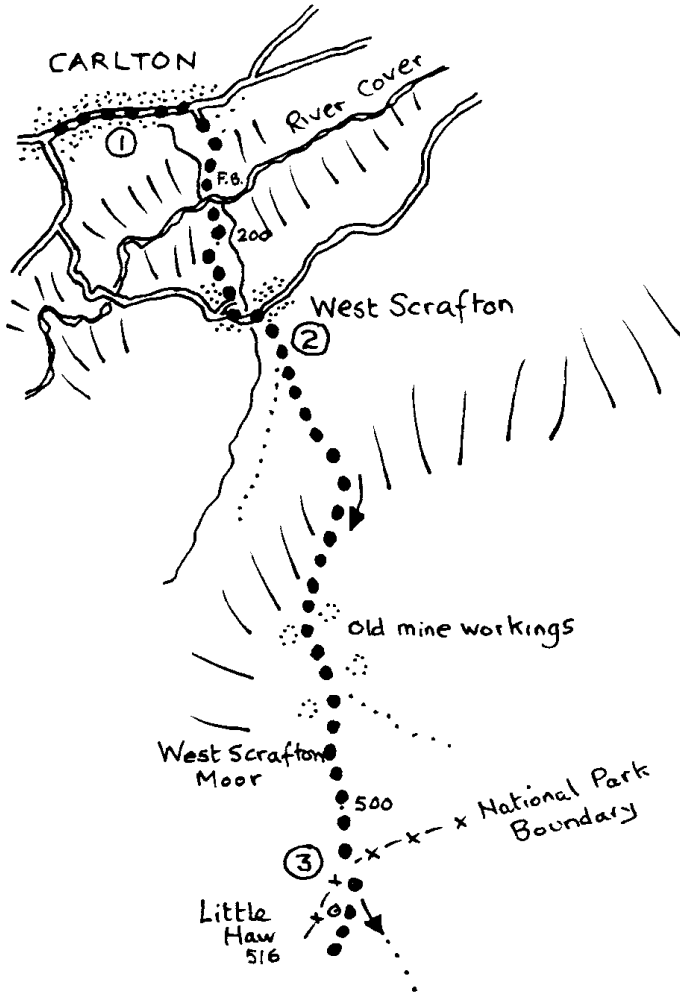 CARLTON
River Cover
1
F.B.
200
West Scrafton
2
Old mine workings
West Scrafton
Moor
500
National Park
Boundary
3
Little
Haw
516